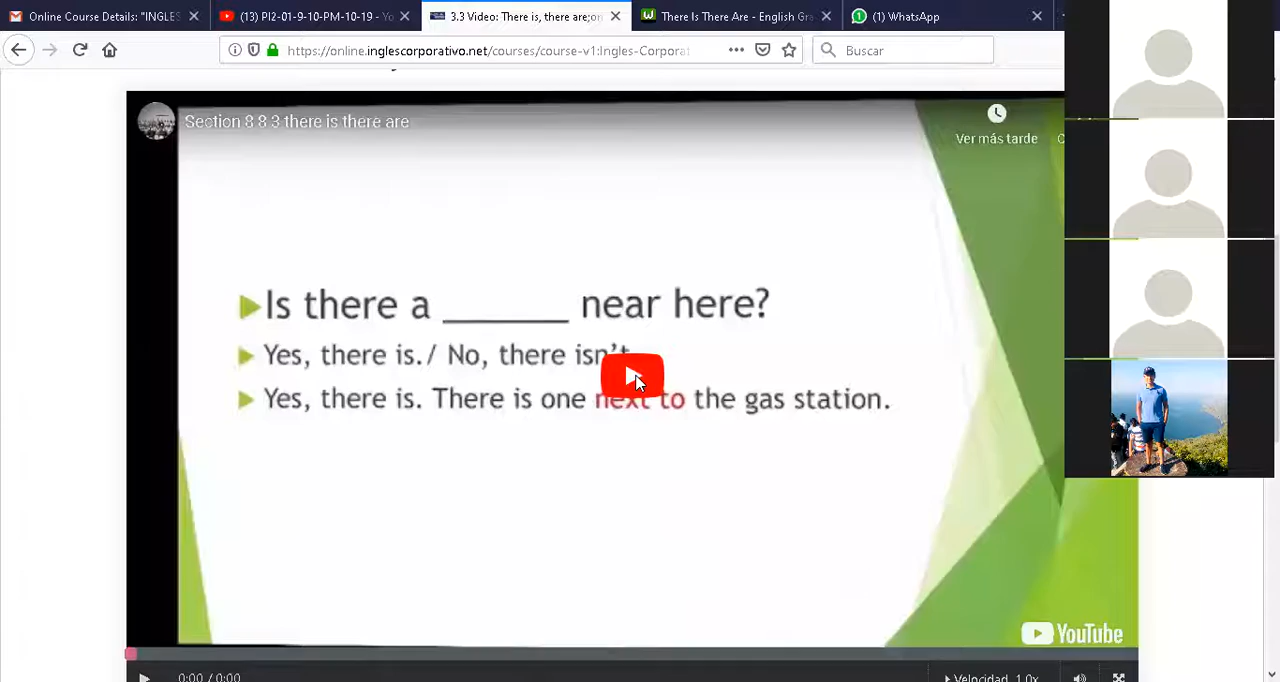 Online Course Details: "INGLES
(13) PI2-01-9-10-PM-10-19 - Yo
3.3 Video: There is, there are;on
There Is There Are - English Gra
(1) WhatsApp
https://online.inglescorporativo.net/courses/course-v1:Ingles-Corporat
Buscar
Section 8 8 3 there is there are
Ver más tarde
Is there a ______ near here?
Yes, there is./ No, there isn't.
Yes, there is. There is one next to the gas station.
YouTube
0:00 / 0:00
Velocidad 1.0x